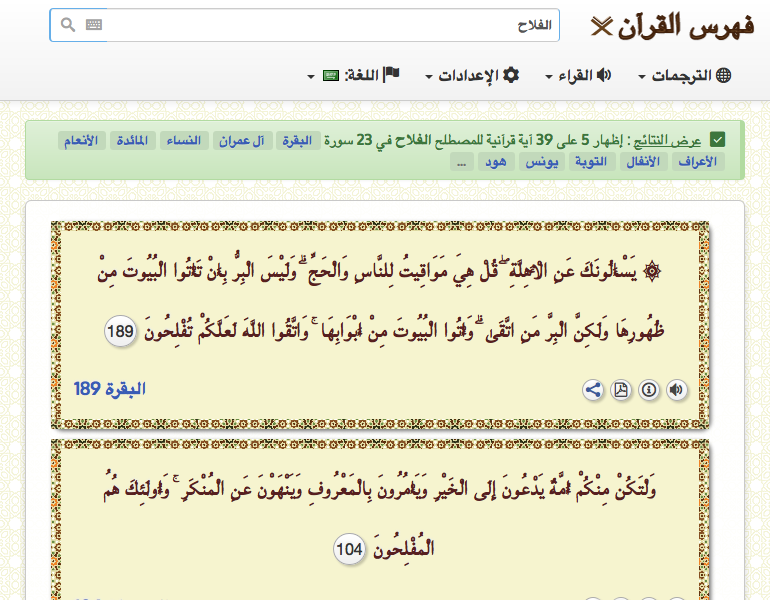 فهرس القرآن
الفلاح
الترجمات القراء الإعدادات اللغة:
عرض النتائج : إظهار 5 على 39 آية قرآنية للمصطلح الفلاح في 23 سورة البقرة آل عمران النساء المائدة الأنعام
الأعراف الأنفال التوبة يونس هود ...
۞ يَسْأَلُونَكَ عَنِ الْأَهِلَّةِ ۖ قُلْ هِيَ مَوَاقِيتُ لِلنَّاسِ وَالْحَجِّ ۗ وَلَيْسَ الْبِرُّ بِأَنْ تَأْتُوا الْبُيُوتَ مِنْ
ظُهُورِهَا وَلَٰكِنَّ الْبِرَّ مَنِ اتَّقَىٰ ۗ وَأْتُوا الْبُيُوتَ مِنْ أَبْوَابِهَا ۚ وَاتَّقُوا اللَّهَ لَعَلَّكُمْ تُفْلِحُونَ 189
البقرة 189
وَلْتَكُنْ مِنْكُمْ أُمَّةٌ يَدْعُونَ إِلَى الْخَيْرِ وَيَأْمُرُونَ بِالْمَعْرُوفِ وَيَنْهَوْنَ عَنِ الْمُنْكَرِ ۚ وَأُولَٰئِكَ هُمُ
الْمُفْلِحُونَ 104